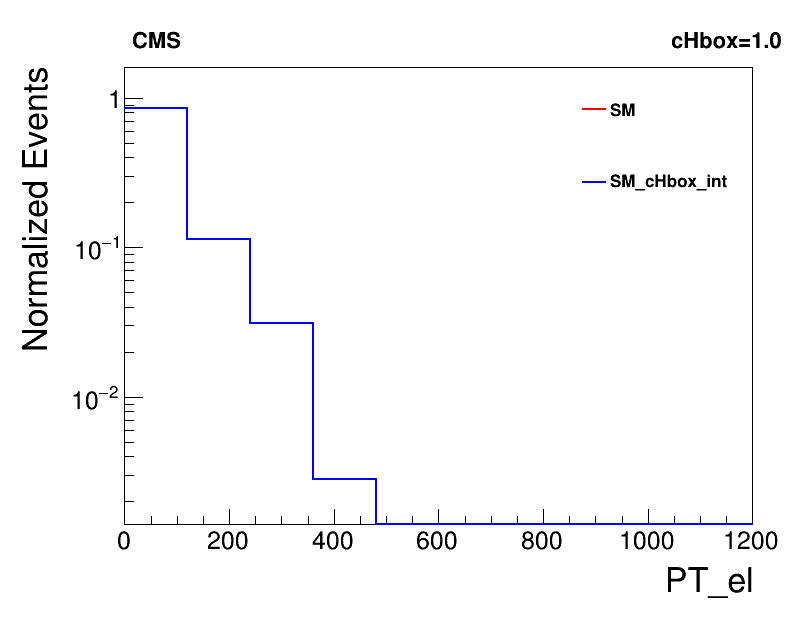 CMS
cHbox=1.0
Normalized Events
1
10⁻¹
10⁻²
SM
SM_cHbox_int
0 200 400 600 800 1000 1200
PT_el